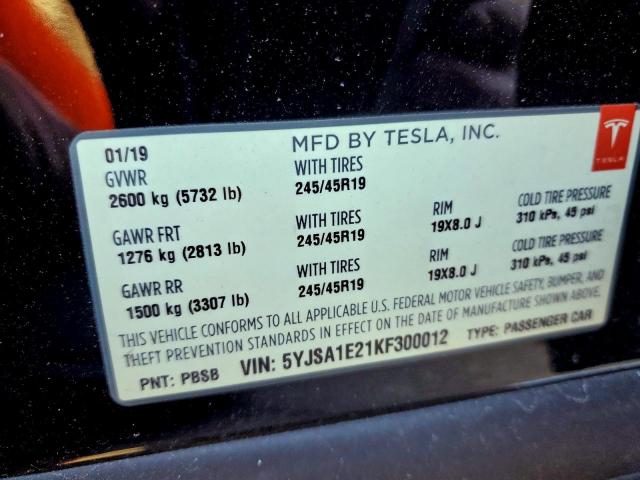 MFD BY TESLA, INC.
TESLA
01/19
GVWR
2600 kg (5732 lb)
WITH TIRES
245/45R19
GAWR FRT
1276 kg (2813 lb)
WITH TIRES
245/45R19
RIM
19X8.0 J
COLD TIRE PRESSURE
310 kPa, 45 psi
GAWR RR
1500 kg (3307 lb)
WITH TIRES
245/45R19
RIM
19X8.0 J
COLD TIRE PRESSURE
310 kPa, 45 psi
THIS VEHICLE CONFORMS TO ALL APPLICABLE U.S. FEDERAL MOTOR VEHICLE SAFETY, BUMPER, AND
THEFT PREVENTION STANDARDS IN EFFECT ON THE DATE OF MANUFACTURE SHOWN ABOVE.
PNT: PBSB VIN: 5YJSA1E21KF300012 TYPE: PASSENGER CAR